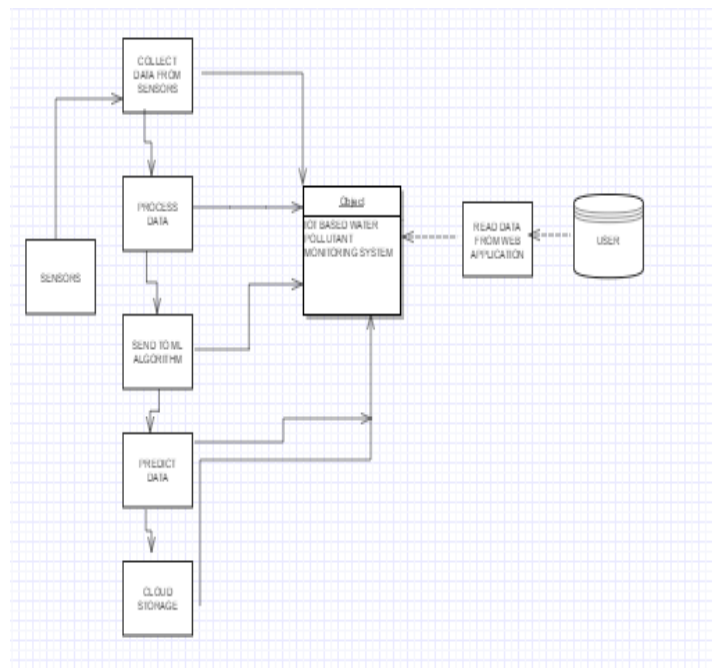 COLLECT
DATA FROM
SENSORS
PROCESS
DATA
SENSORS
SEND TO ML
ALGORITHM
PREDICT
DATA
CLOUD
STORAGE
Object
IOT BASED WATER
POLLUTANT
MONITORING SYSTEM
READ DATA
FROM WEB
APPLICATION
USER